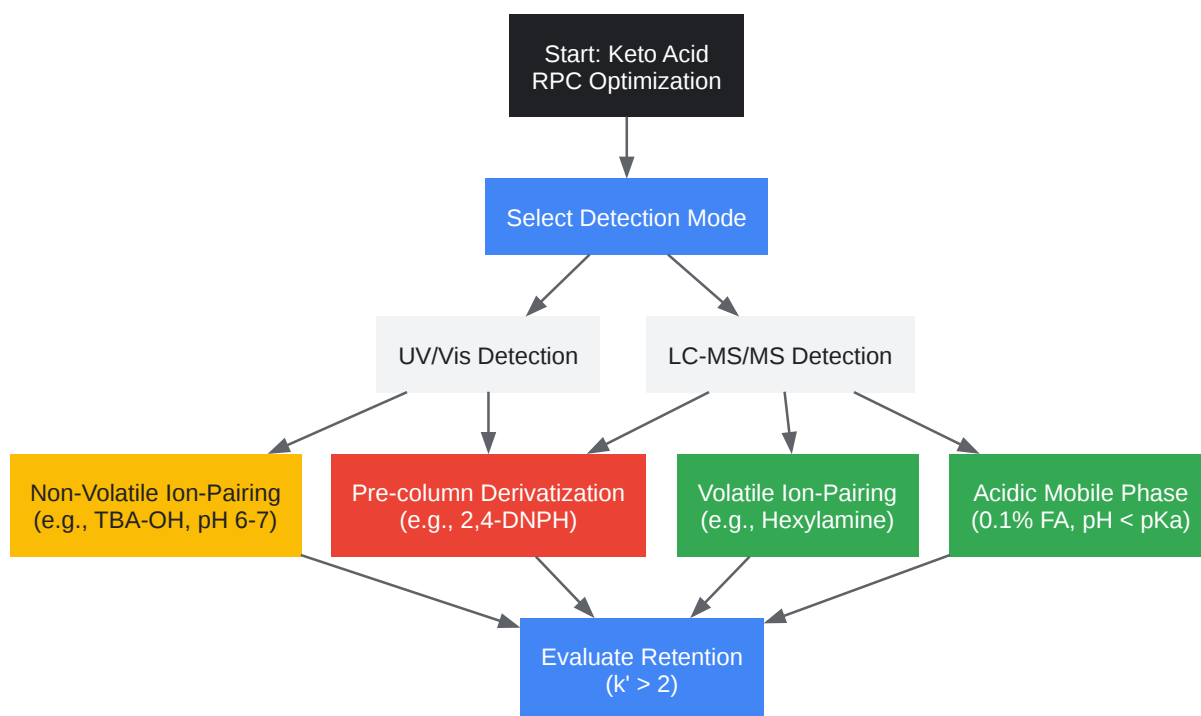 Start: Keto Acid
RPC Optimization
Select Detection Mode
UV/Vis Detection
LC-MS/MS Detection
Non-Volatile Ion-Pairing
(e.g., TBA-OH, pH 6-7)
Pre-column Derivatization
(e.g., 2,4-DNPH)
Volatile Ion-Pairing
(e.g., Hexylamine)
Acidic Mobile Phase
(0.1% FA, pH < pKa)
Evaluate Retention
(k' > 2)